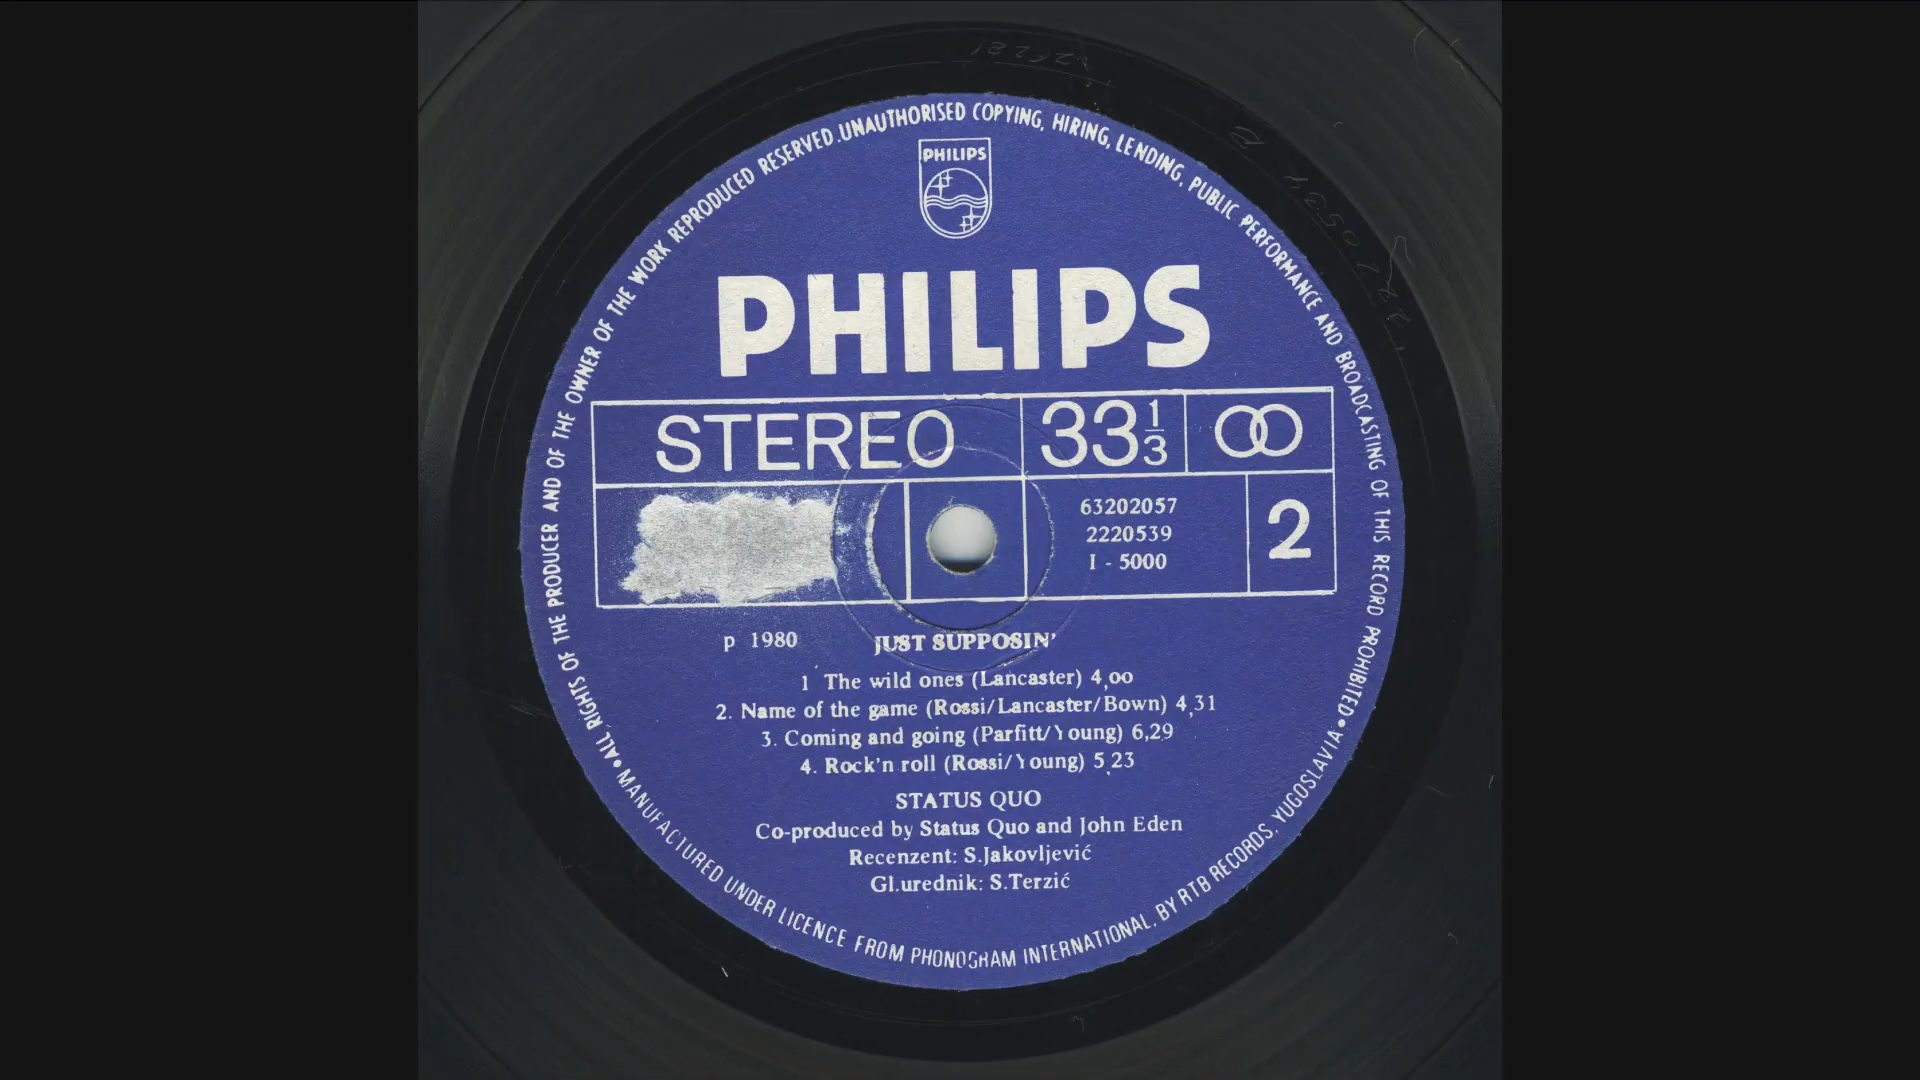 • ALL RIGHTS OF THE PRODUCER AND OF THE OWNER OF THE WORK REPRODUCED RESERVED. UNAUTHORISED COPYING, HIRING, LENDING, PUBLIC PERFORMANCE AND BROADCASTING OF THIS RECORD PROHIBITED •
PHILIPS
PHILIPS
STEREO 33 1/3
63202057
2220539
I - 5000
2
p 1980 JUST SUPPOSIN'
1 The wild ones (Lancaster) 4,00
2. Name of the game (Rossi/Lancaster/Bown) 4,31
3. Coming and going (Parfitt/Young) 6,29
4. Rock'n roll (Rossi/Young) 5,23
STATUS QUO
Co-produced by Status Quo and John Eden
Recenzent: S.Jakovljević
Gl.urednik: S.Terzić
MANUFACTURED UNDER LICENCE FROM PHONOGRAM INTERNATIONAL, BY RTB RECORDS, YUGOSLAVIA